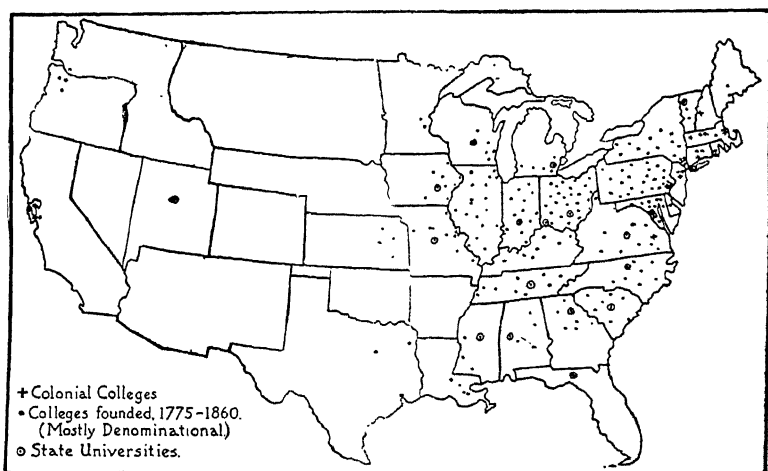 + Colonial Colleges
• Colleges founded, 1775-1860.
(Mostly Denominational.)
⊙ State Universities.